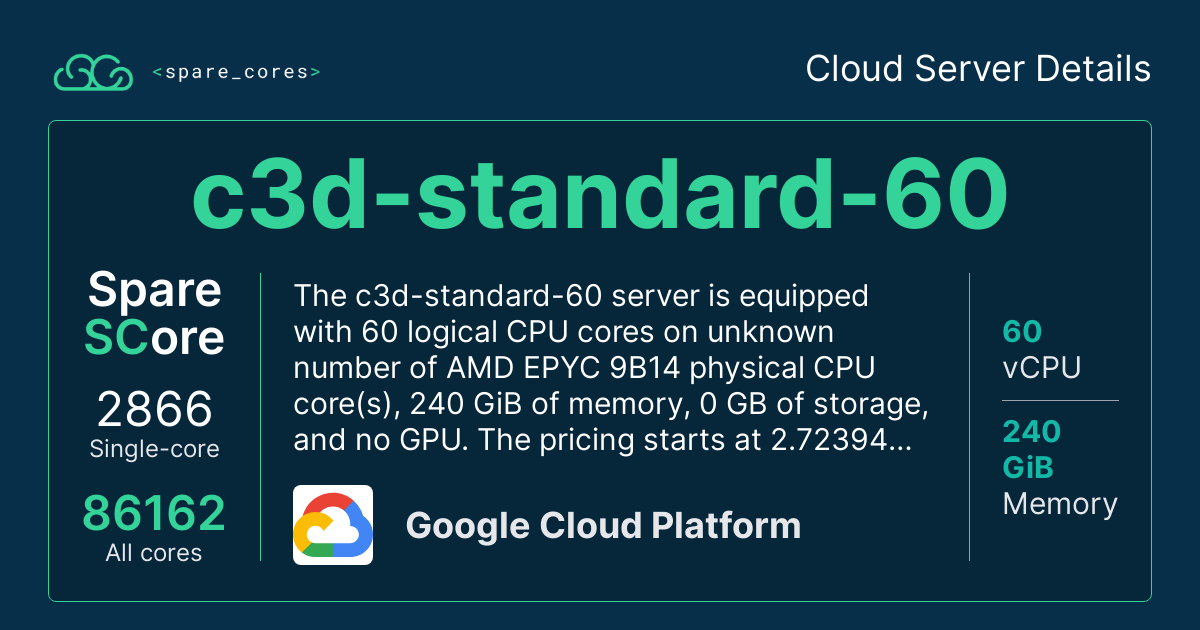 <spare_cores>
Cloud Server Details
c3d-standard-60
Spare
SCore
2866
Single-core
86162
All cores
The c3d-standard-60 server is equipped
with 60 logical CPU cores on unknown
number of AMD EPYC 9B14 physical CPU
core(s), 240 GiB of memory, 0 GB of storage,
and no GPU. The pricing starts at 2.72394...
Google Cloud Platform
60
vCPU
240
GiB
Memory